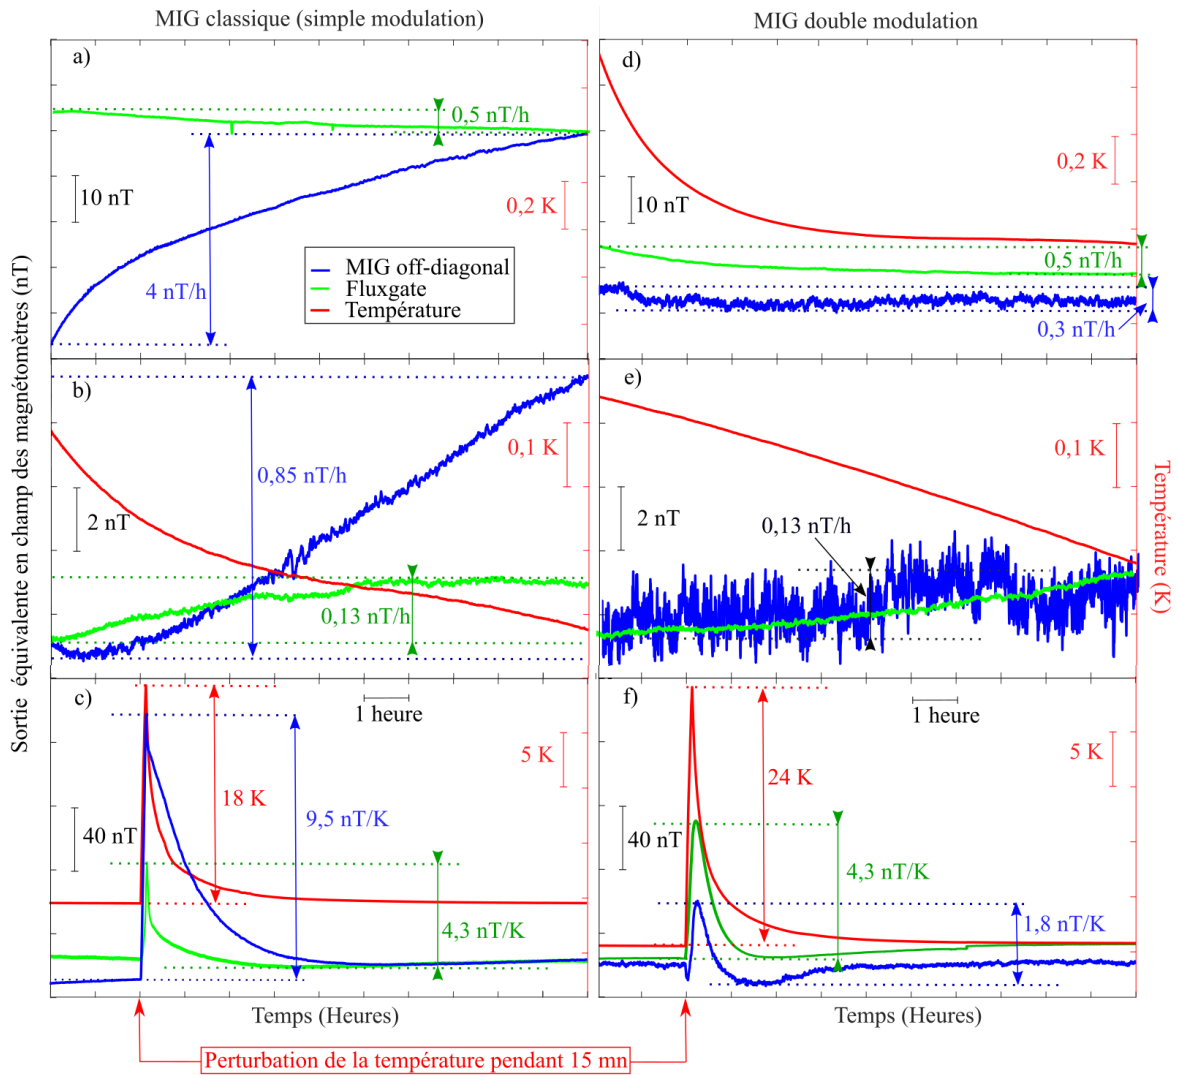 MIG classique (simple modulation)
MIG double modulation
a)
0,5 nT/h
10 nT
0,2 K
4 nT/h
MIG off-diagonal
Fluxgate
Température
d)
0,2 K
10 nT
0,5 nT/h
0,3 nT/h
b)
0,1 K
0,85 nT/h
2 nT
0,13 nT/h
e)
0,1 K
2 nT
0,13 nT/h
c)
1 heure
5 K
18 K
9,5 nT/K
40 nT
4,3 nT/K
f)
1 heure
5 K
24 K
40 nT
4,3 nT/K
1,8 nT/K
Sortie équivalente en champ des magnétomètres (nT)
Température (K)
Temps (Heures)
Temps (Heures)
Perturbation de la température pendant 15 mn